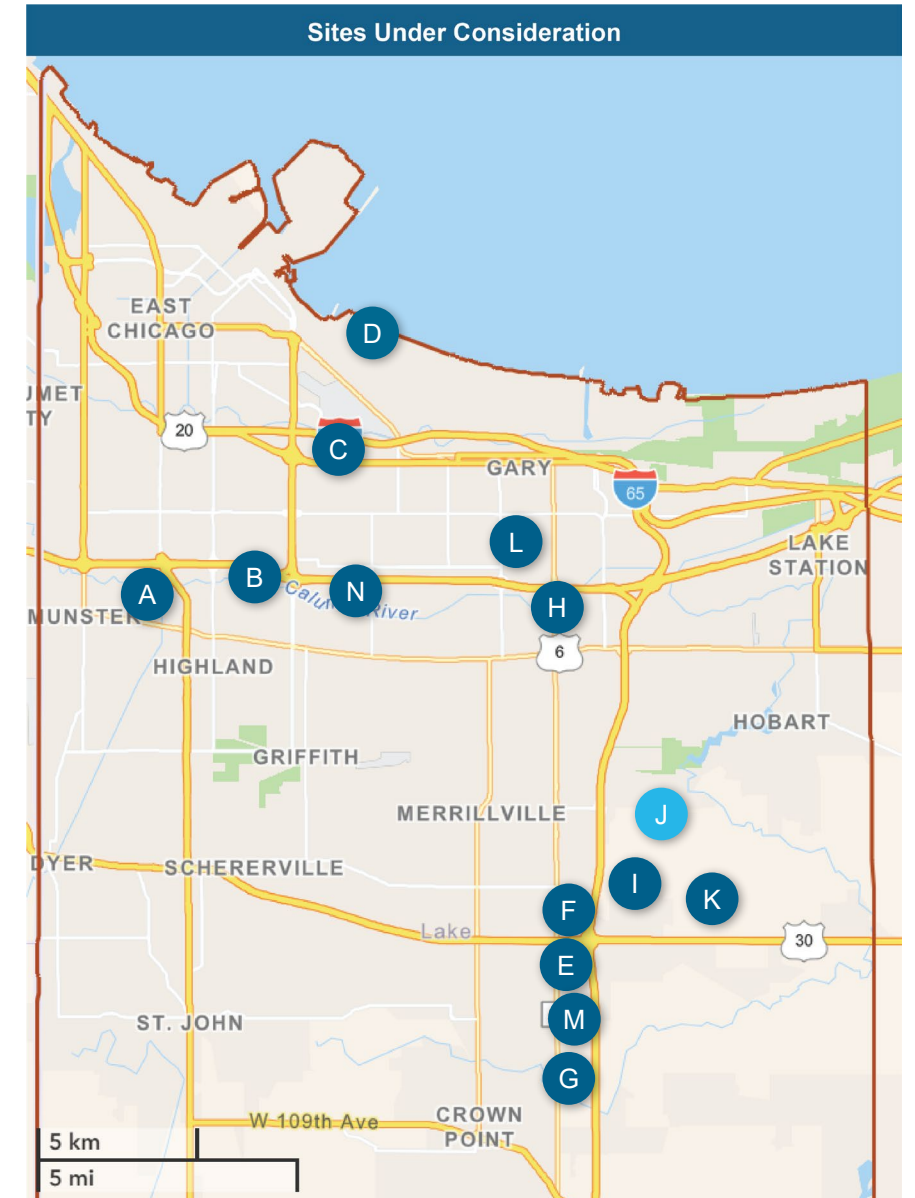 Sites Under Consideration
EAST
CHICAGO
D
UMET
TY
20
C
GARY
65
L
LAKE
STATION
B
A
N
Calumet River
H
MUNSTER
6
HIGHLAND
HOBART
GRIFFITH
MERRILLVILLE
J
DYER
SCHERERVILLE
I
K
F
Lake
30
E
ST. JOHN
M
G
W 109th Ave
CROWN
POINT
5 km
5 mi